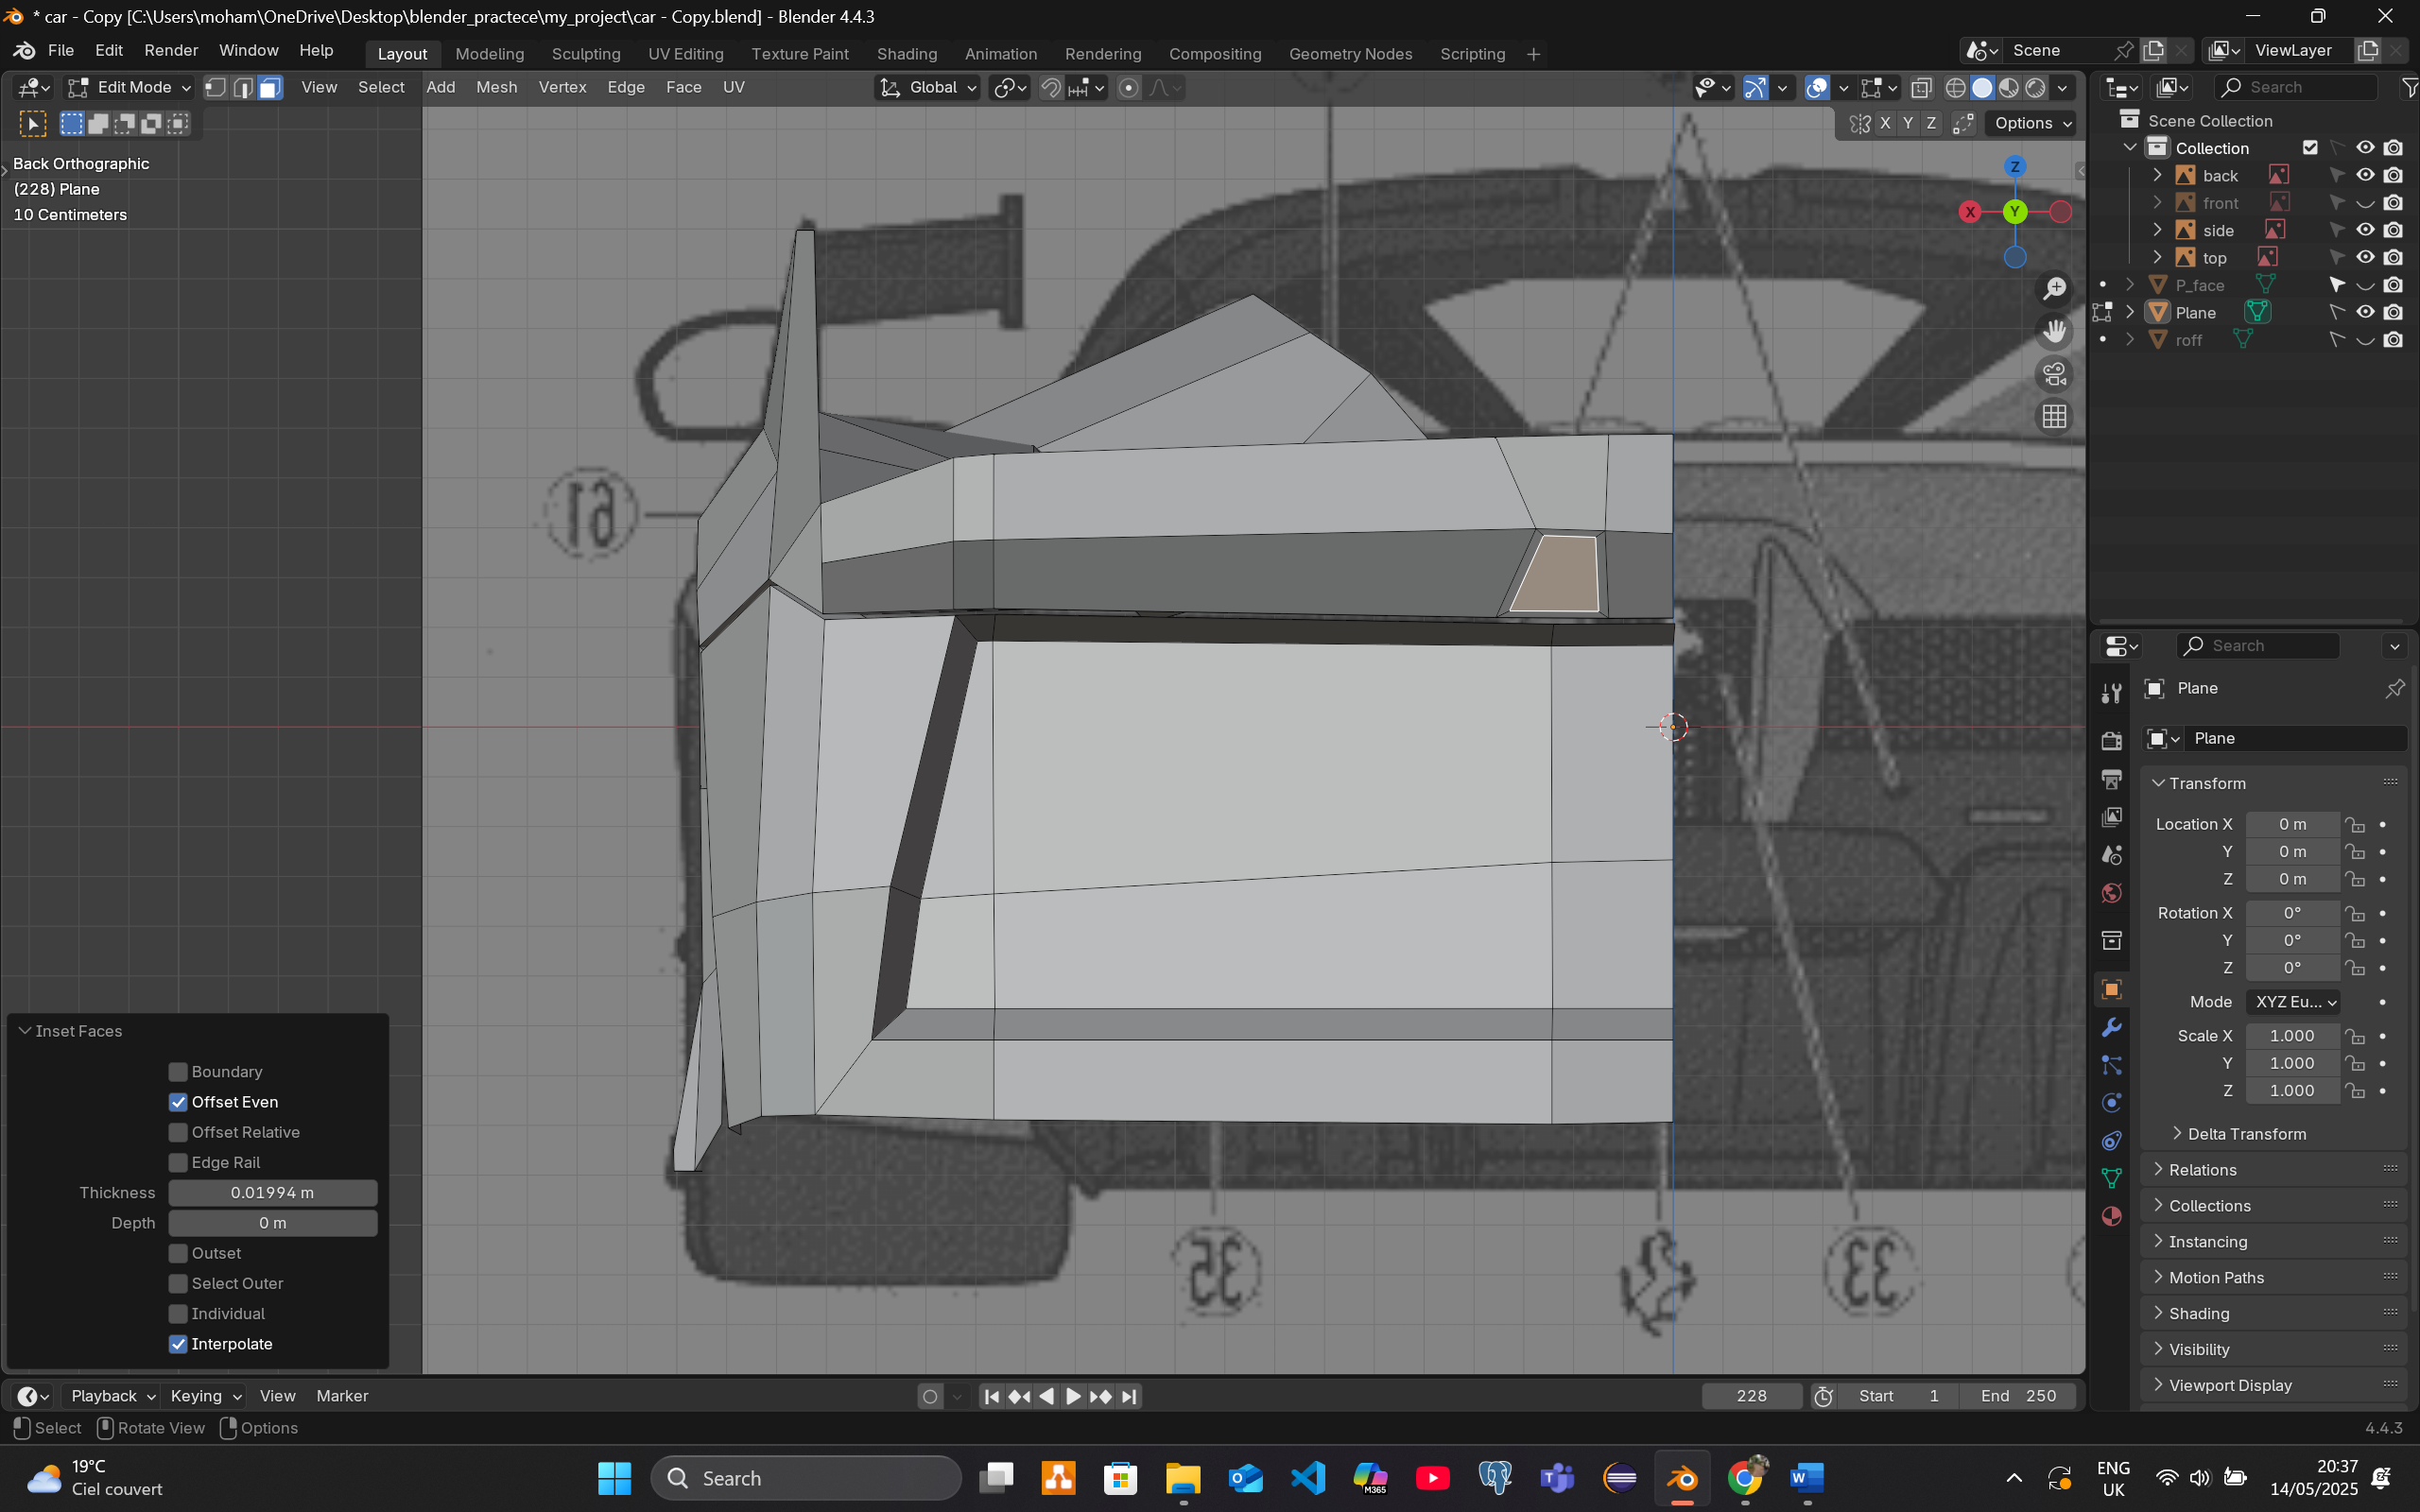 * car - Copy [C:\Users\moham\OneDrive\Desktop\blender_practece\my_project\car - Copy.blend] - Blender 4.4.3
File Edit Render Window Help Layout Modeling Sculpting UV Editing Texture Paint Shading Animation Rendering Compositing Geometry Nodes Scripting + Scene ViewLayer
Edit Mode View Select Add Mesh Vertex Edge Face UV Global Search
X Y Z Options
Back Orthographic
(228) Plane
10 Centimeters
Z
X Y
Scene Collection
Collection
back
front
side
top
P_face
Plane
roff
Search
Plane
Plane
Transform
Location X 0 m
Y 0 m
Z 0 m
Rotation X 0°
Y 0°
Z 0°
Mode XYZ Eu...
Scale X 1.000
Y 1.000
Z 1.000
Delta Transform
Relations
Collections
Instancing
Motion Paths
Shading
Visibility
Viewport Display
Inset Faces
Boundary
Offset Even
Offset Relative
Edge Rail
Thickness 0.01994 m
Depth 0 m
Outset
Select Outer
Individual
Interpolate
35
33
Playback Keying View Marker 228 Start 1 End 250
Select Rotate View Options 4.4.3
19°C
Ciel couvert
Search
M365
ENG
UK
20:37
14/05/2025